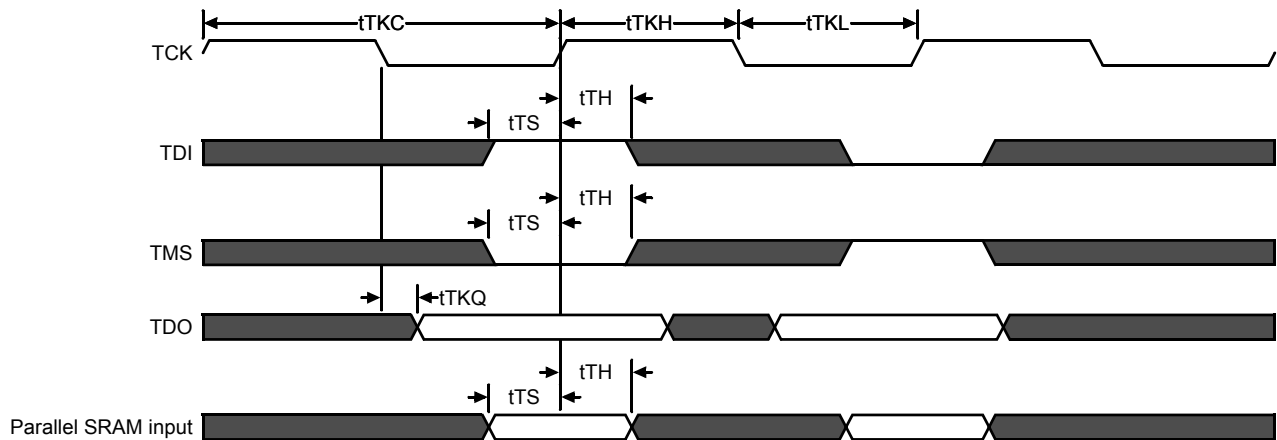 tTKC
tTKH
tTKL
TCK
tTH
tTS
TDI
tTH
tTS
TMS
tTKQ
TDO
tTH
tTS
Parallel SRAM input